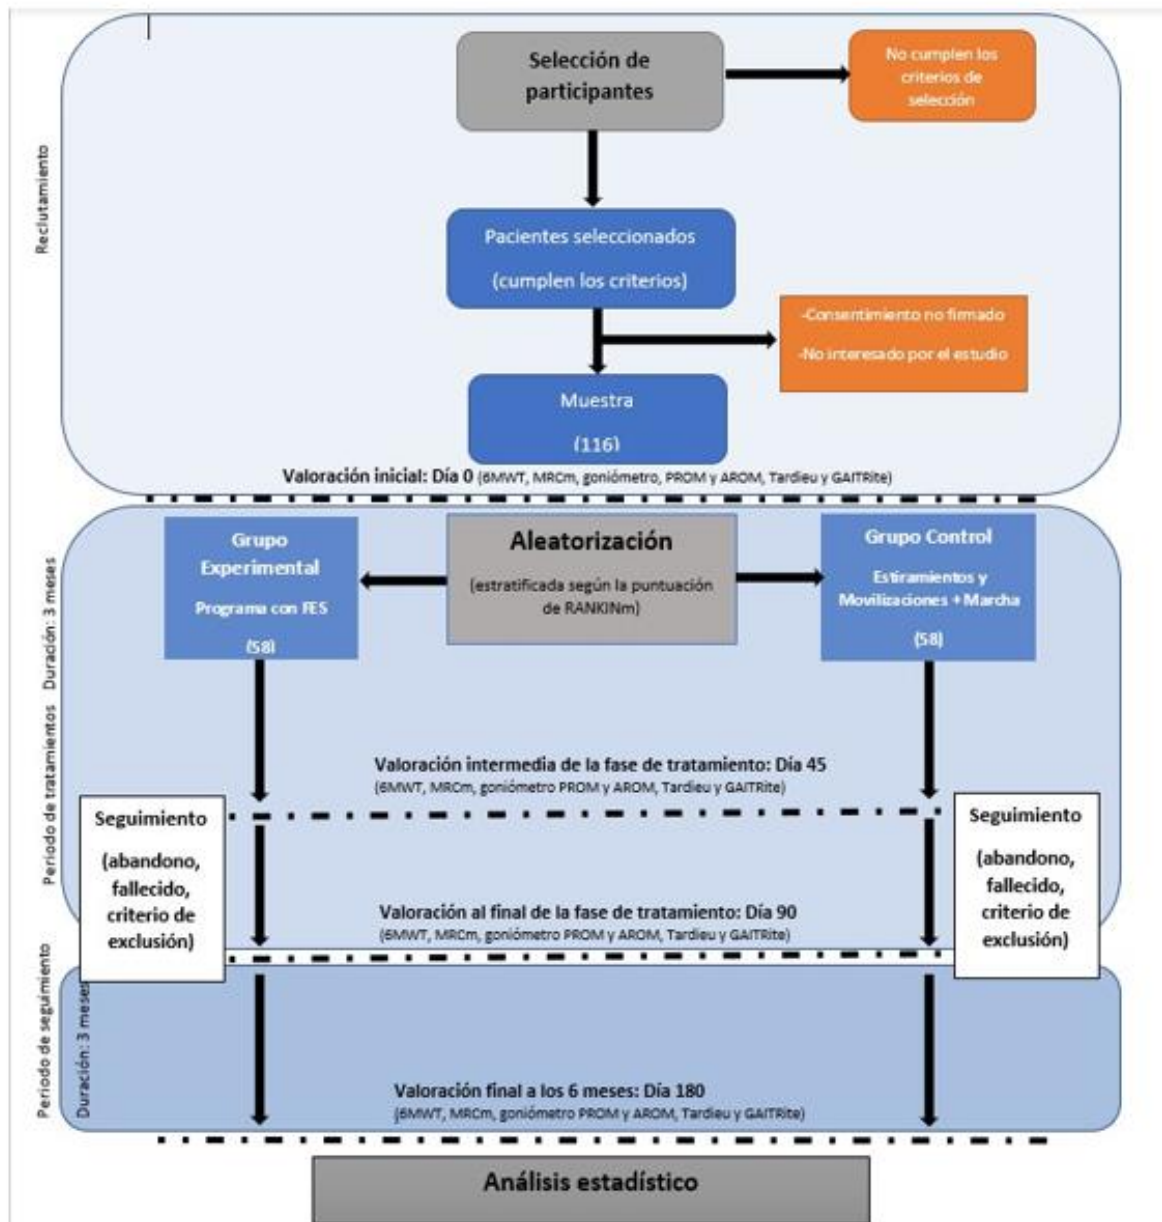 Selección de
participantes
No cumplen los
criterios de
selección
Reclutamiento
Pacientes seleccionados
(cumplen los criterios)
-Consentimiento no firmado
-No interesado por el estudio
Muestra
(116)
Valoración inicial: Día 0 (6MWT, MRCm, goniómetro, PROM y AROM, Tardieu y GAITRite)
Grupo
Experimental
Programa con FES
(58)
Aleatorización
(estratificada según la puntuación
de RANKINm)
Grupo Control
Estiramientos y
Movilizaciones + Marcha
(58)
Periodo de tratamientos Duración: 3 meses
Valoración intermedia de la fase de tratamiento: Día 45
(6MWT, MRCm, goniómetro PROM y AROM, Tardieu y GAITRite)
Seguimiento
(abandono,
fallecido,
criterio de
exclusión)
Seguimiento
(abandono,
fallecido,
criterio de
exclusión)
Valoración al final de la fase de tratamiento: Día 90
(6MWT, MRCm, goniómetro PROM y AROM, Tardieu y GAITRite)
Periodo de seguimiento
Duración: 3 meses
Valoración final a los 6 meses: Día 180
(6MWT, MRCm, goniómetro PROM y AROM, Tardieu y GAITRite)
Análisis estadístico